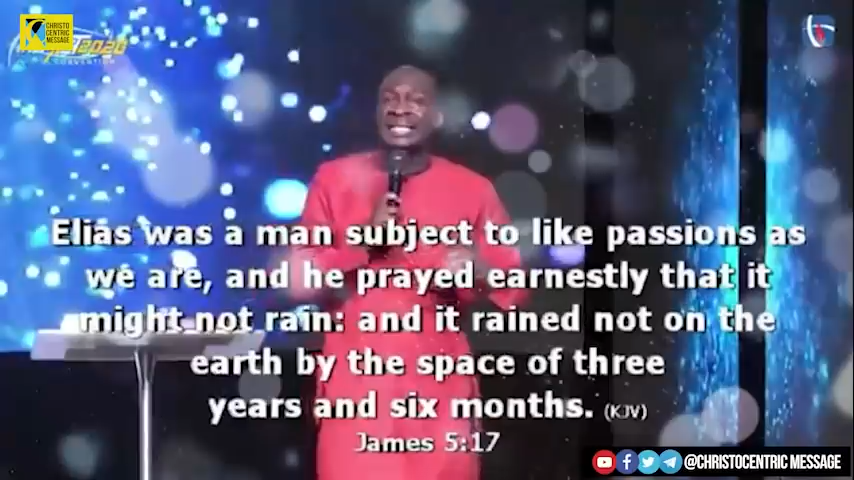 CHRISTO
CENTRIC
MESSAGE
2020
CONVENTION
Elias was a man subject to like passions as
we are, and he prayed earnestly that it
might not rain: and it rained not on the
earth by the space of three
years and six months. (KJV)
James 5:17
@CHRISTOCENTRIC MESSAGE